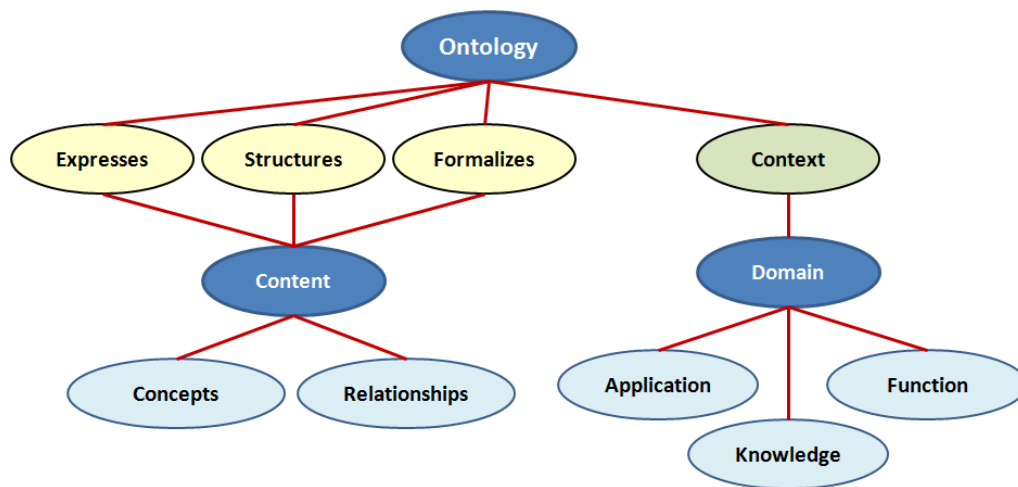 Ontology
Expresses
Structures
Formalizes
Context
Content
Domain
Concepts
Relationships
Application
Function
Knowledge